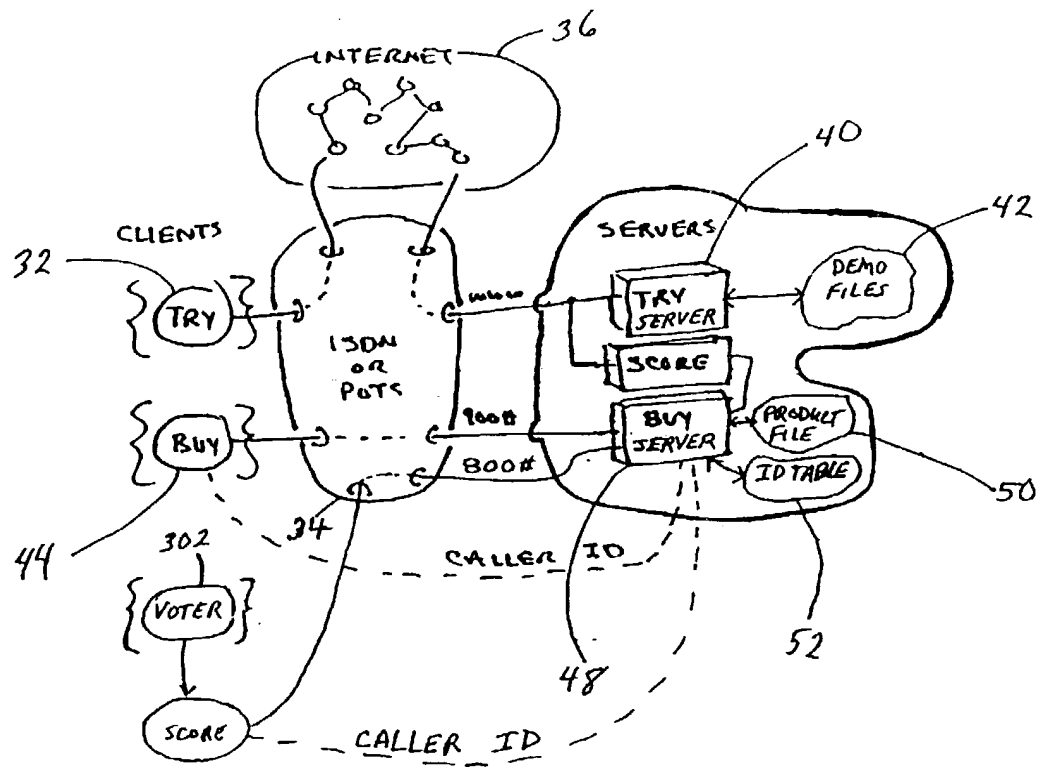 36
INTERNET
40
42
CLIENTS
SERVERS
32
DEMO
FILES
TRY
WWW
TRY
SERVER
ISDN
OR
POTS
SCORE
BUY
900#
BUY
SERVER
PRODUCT
FILE
800#
ID TABLE
50
34
44
302
CALLER ID
VOTER
52
48
SCORE
CALLER ID